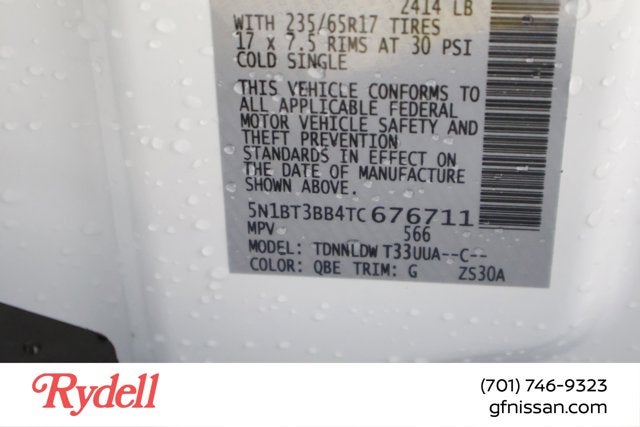 2414 LB
WITH 235/65R17 TIRES
17 x 7.5 RIMS AT 30 PSI
COLD SINGLE
THIS VEHICLE CONFORMS TO
ALL APPLICABLE FEDERAL
MOTOR VEHICLE SAFETY AND
THEFT PREVENTION
STANDARDS IN EFFECT ON
THE DATE OF MANUFACTURE
SHOWN ABOVE.
5N1BT3BB4TC676711
MPV 566
MODEL: TDNNLDW T33UUA--C--
COLOR: QBE TRIM: G ZS30A
Rydell
(701) 746-9323
gfnissan.com